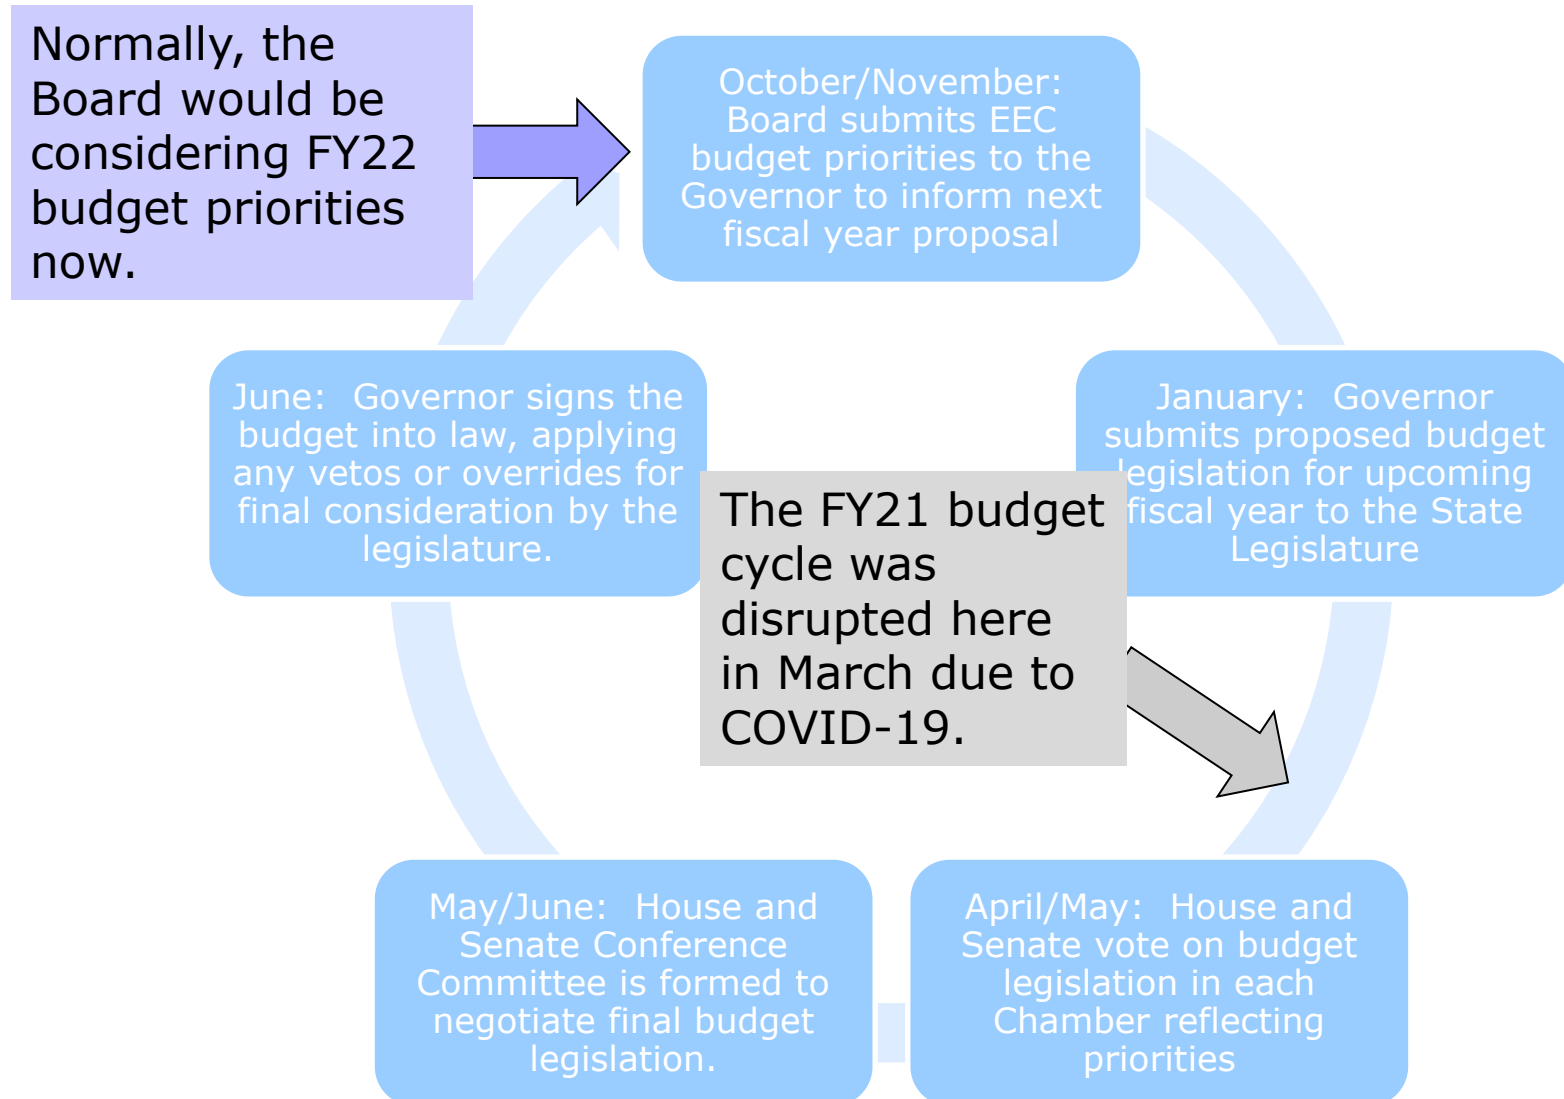 Normally, the
Board would be
considering FY22
budget priorities
now.
October/November:
Board submits EEC
budget priorities to the
Governor to inform next
fiscal year proposal
January:  Governor
submits proposed budget
legislation for upcoming
fiscal year to the State
Legislature
The FY21 budget
cycle was
disrupted here
in March due to
COVID-19.
April/May:  House and
Senate vote on budget
legislation in each
Chamber reflecting
priorities
May/June:  House and
Senate Conference
Committee is formed to
negotiate final budget
legislation.
June:  Governor signs the
budget into law, applying
any vetos or overrides for
final consideration by the
legislature.